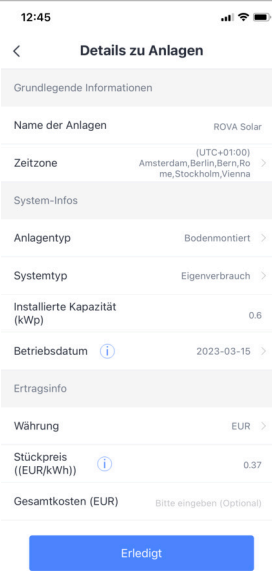 12:45
Details zu Anlagen
Grundlegende Informationen
Name der Anlagen ROVA Solar
Zeitzone
(UTC+01:00)
Amsterdam,Berlin,Bern,Ro
me,Stockholm,Vienna
System-Infos
Anlagentyp Bodenmontiert
Systemtyp Eigenverbrauch
Installierte Kapazität
(kWp) 0.6
Betriebsdatum 2023-03-15
Ertragsinfo
Währung EUR
Stückpreis
((EUR/kWh)) 0.37
Gesamtkosten (EUR) Bitte eingeben (Optional)
Erledigt